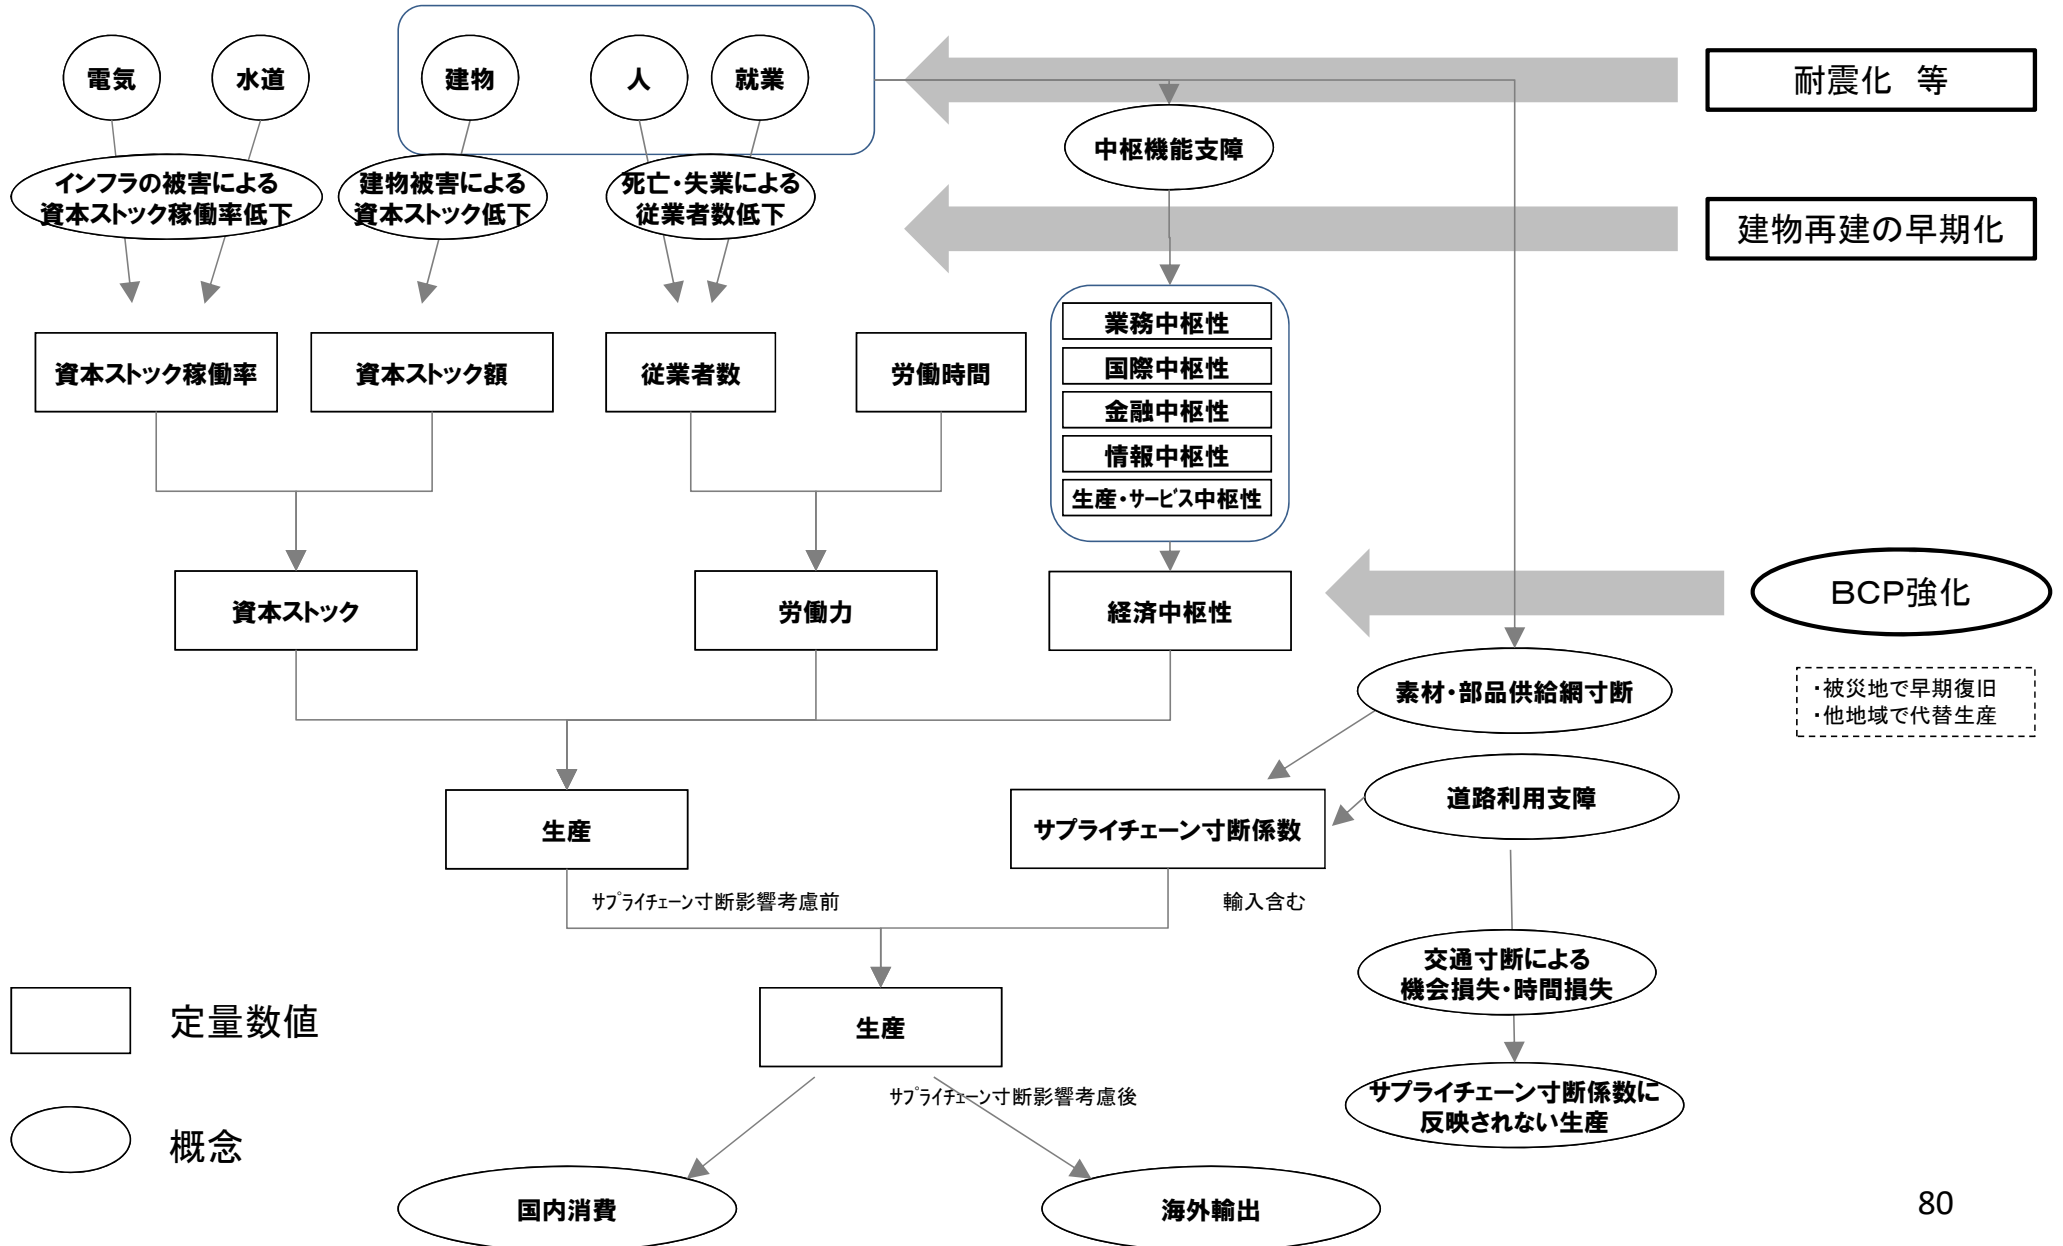 電気
水道
建物
人
就業
耐震化　等
中枢機能支障
インフラの被害による
資本ストック稼働率低下
建物被害による
資本ストック低下
死亡・失業による
従業者数低下
建物再建の早期化
業務中枢性
国際中枢性
金融中枢性
情報中枢性
生産・サービス中枢性
資本ストック稼働率
資本ストック額
従業者数
労働時間
資本ストック
労働力
経済中枢性
ＢＣＰ強化
素材・部品供給網寸断
・被災地で早期復旧
・他地域で代替生産
道路利用支障
生産
サプライチェーン寸断係数
サプライチェーン寸断影響考慮前
輸入含む
交通寸断による
機会損失・時間損失
定量数値
生産
サプライチェーン寸断影響考慮後
サプライチェーン寸断係数に
反映されない生産
概念
国内消費
海外輸出
80